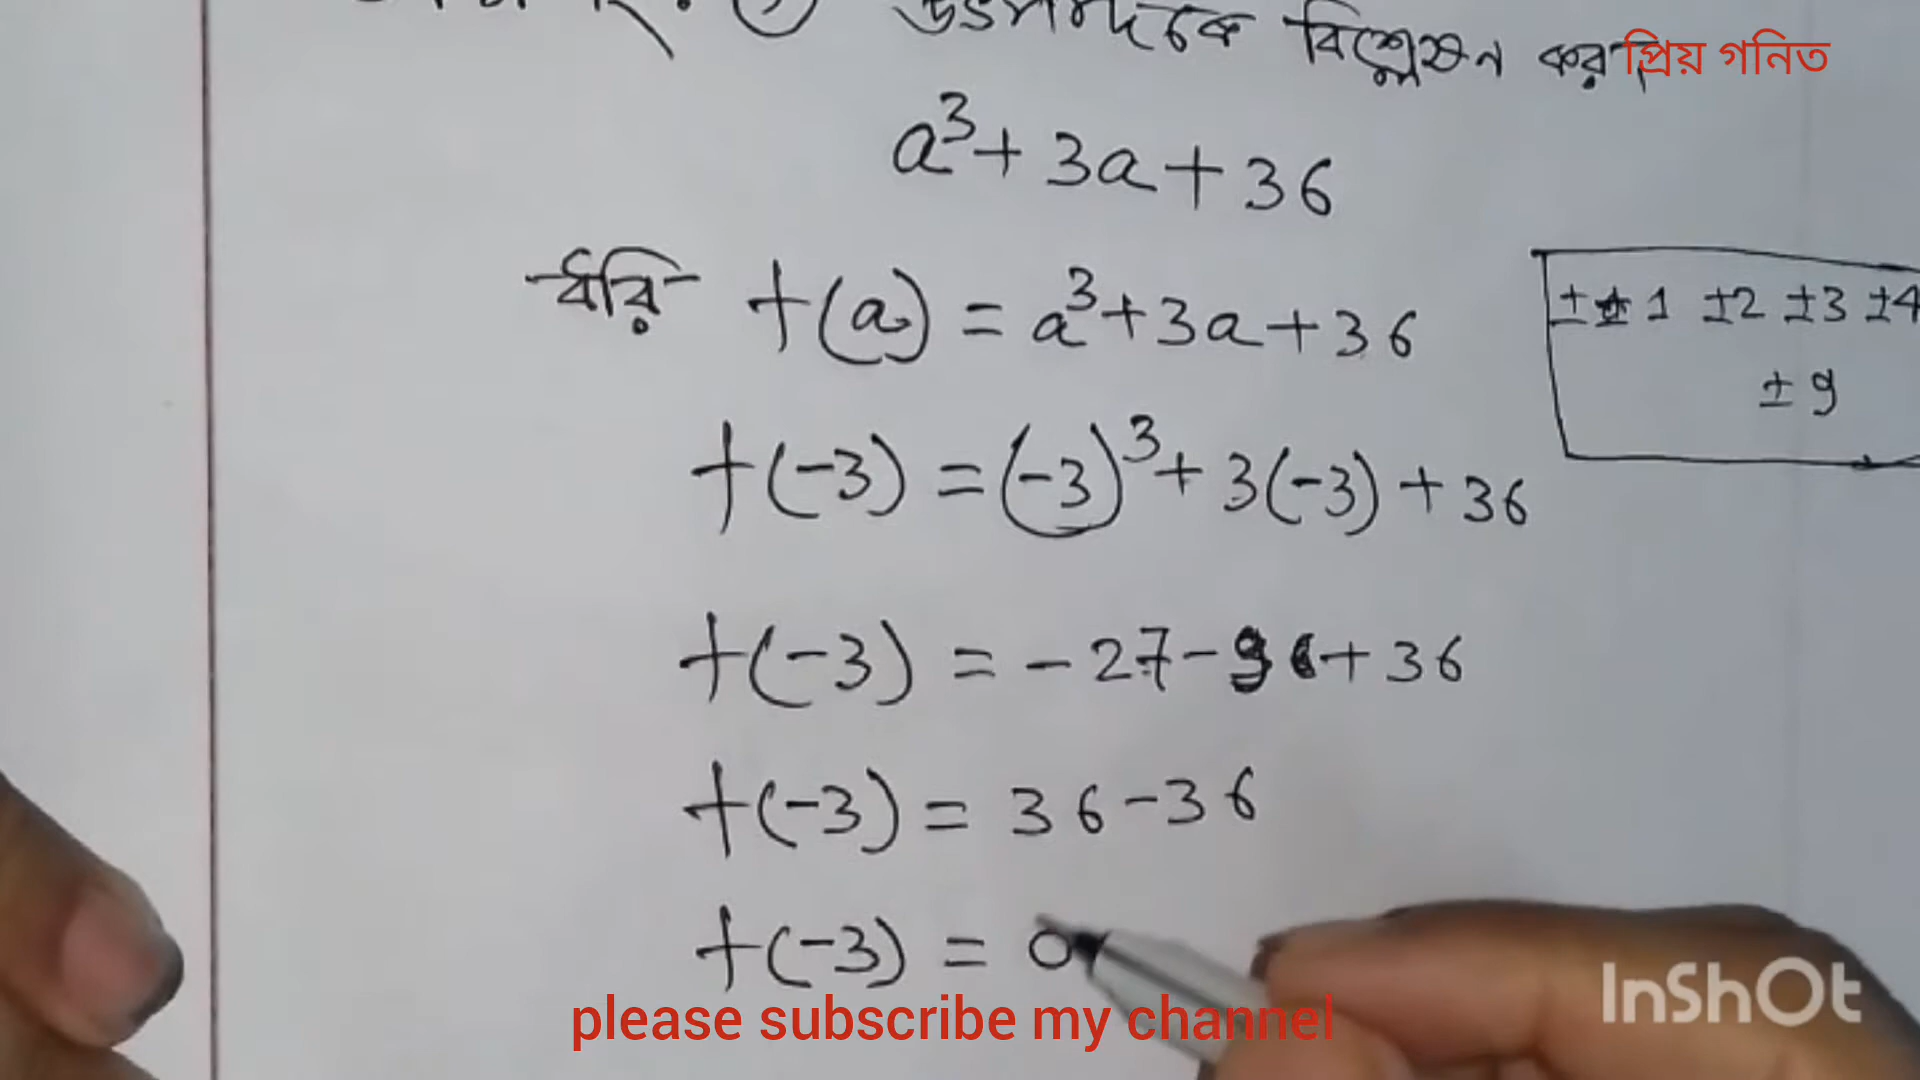 উৎপাদকে বিশ্লেষন কর প্রিয় গনিত
a³+3a+36
ধরি f(a) = a³+3a+36
±1 ±2 ±3 ±4
±9
f(-3) = (-3)³+3(-3)+36
f(-3) = -27-9+36
f(-3) = 36-36
f(-3) = 0
please subscribe my channel
InShOt